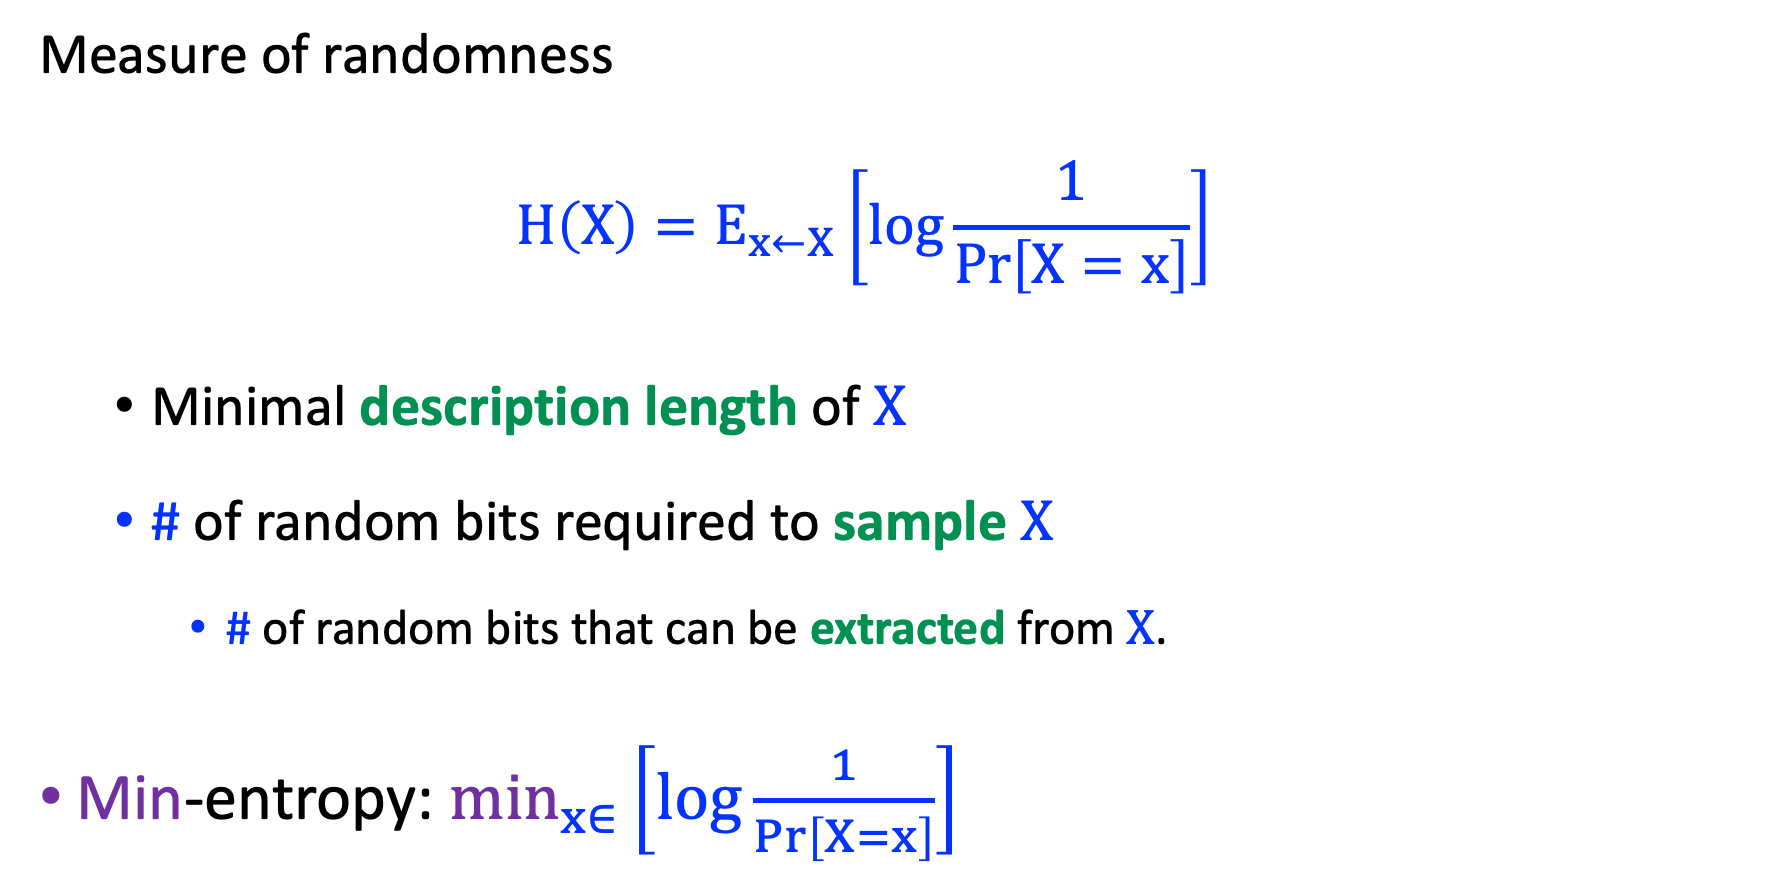 Measure of randomness
H(X) = E_{x←X} [log 1/Pr[X = x]]
• Minimal description length of X
• # of random bits required to sample X
• # of random bits that can be extracted from X.
• Min-entropy: min_{x∈} [log 1/Pr[X=x]]